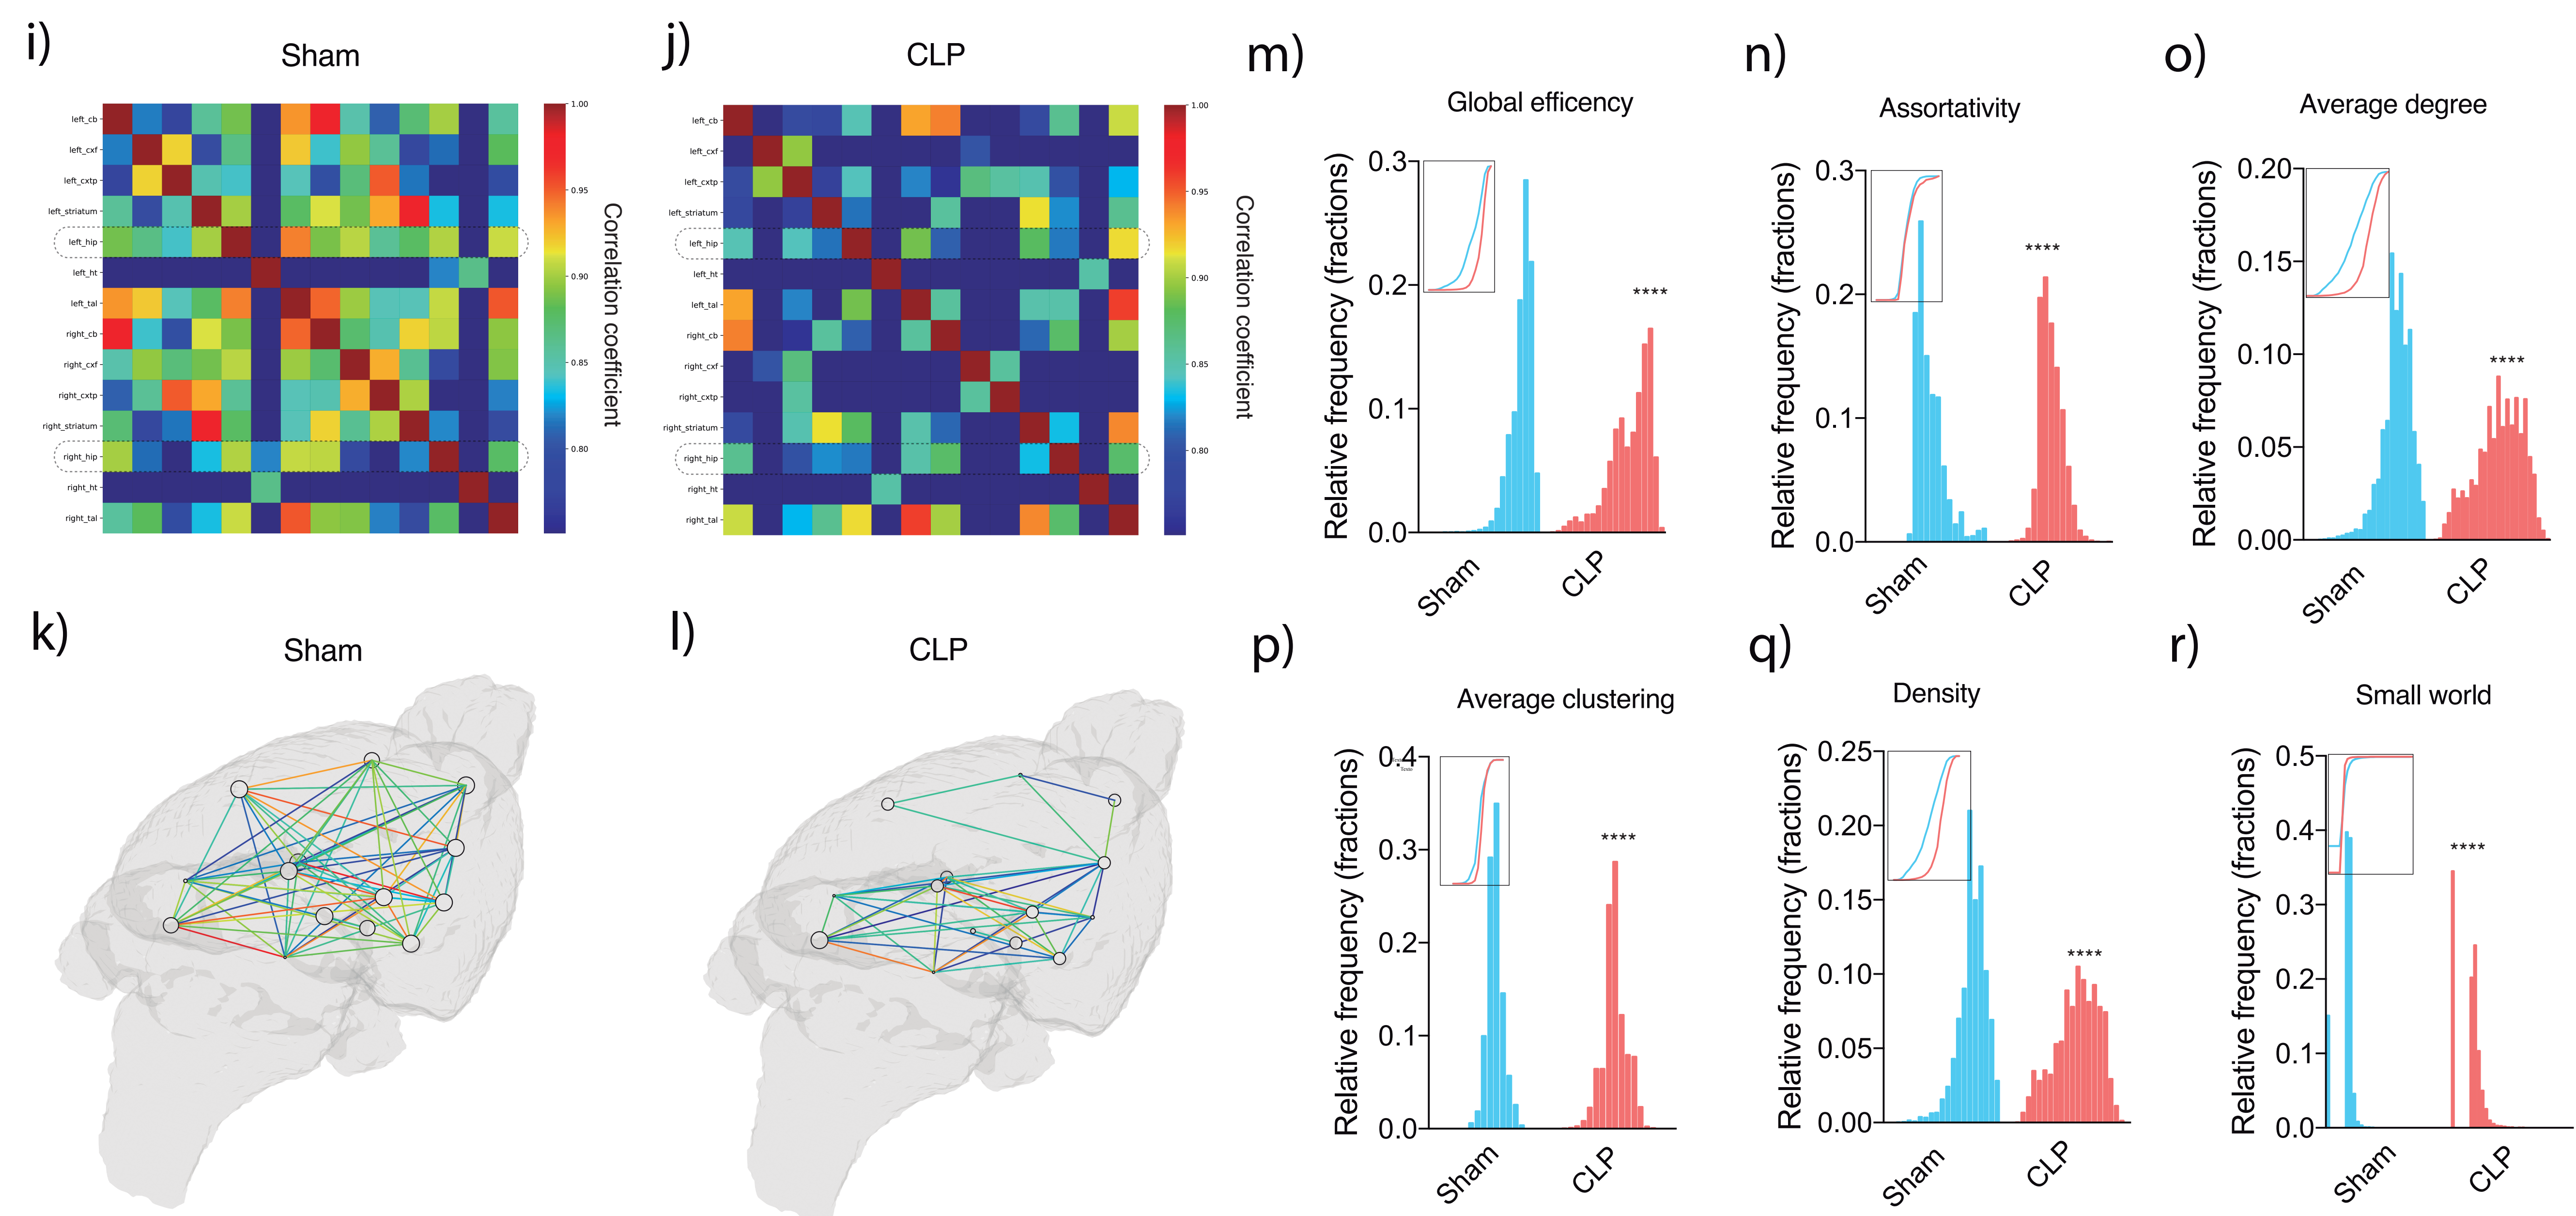 i)
Sham
left_cb
left_cxf
left_cxtp
left_striatum
left_hip
left_ht
left_tal
right_cb
right_cxf
right_cxtp
right_striatum
right_hip
right_ht
right_tal
1.00
0.95
0.90
0.85
0.80
Correlation coefficient
j)
CLP
left_cb
left_cxf
left_cxtp
left_striatum
left_hip
left_ht
left_tal
right_cb
right_cxf
right_cxtp
right_striatum
right_hip
right_ht
right_tal
1.00
0.95
0.90
0.85
0.80
Correlation coefficient
m)
Global efficency
Relative frequency (fractions)
0.3
0.2
0.1
0.0
****
Sham
CLP
n)
Assortativity
Relative frequency (fractions)
0.3
0.2
0.1
0.0
****
Sham
CLP
o)
Average degree
Relative frequency (fractions)
0.20
0.15
0.10
0.05
0.00
****
Sham
CLP
k)
Sham
l)
CLP
p)
Average clustering
Relative frequency (fractions)
0.4
0.3
0.2
0.1
0.0
****
Sham
CLP
q)
Density
Relative frequency (fractions)
0.25
0.20
0.15
0.10
0.05
0.00
****
Sham
CLP
r)
Small world
Relative frequency (fractions)
0.5
0.4
0.3
0.2
0.1
0.0
****
Sham
CLP